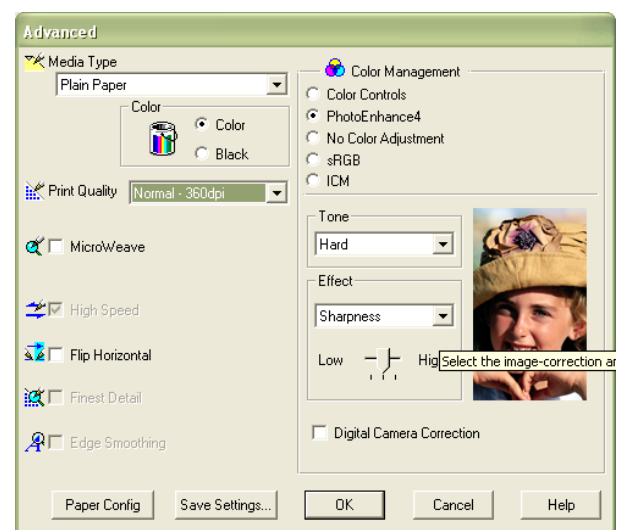 Advanced
Media Type
Plain Paper
Color
Color
Black
Print Quality
Normal - 360dpi
MicroWeave
High Speed
Flip Horizontal
Finest Detail
Edge Smoothing
Color Management
Color Controls
PhotoEnhance4
No Color Adjustment
sRGB
ICM
Tone
Hard
Effect
Sharpness
Low
Hig
Select the image-correction
Digital Camera Correction
Paper Config
Save Settings...
OK
Cancel
Help